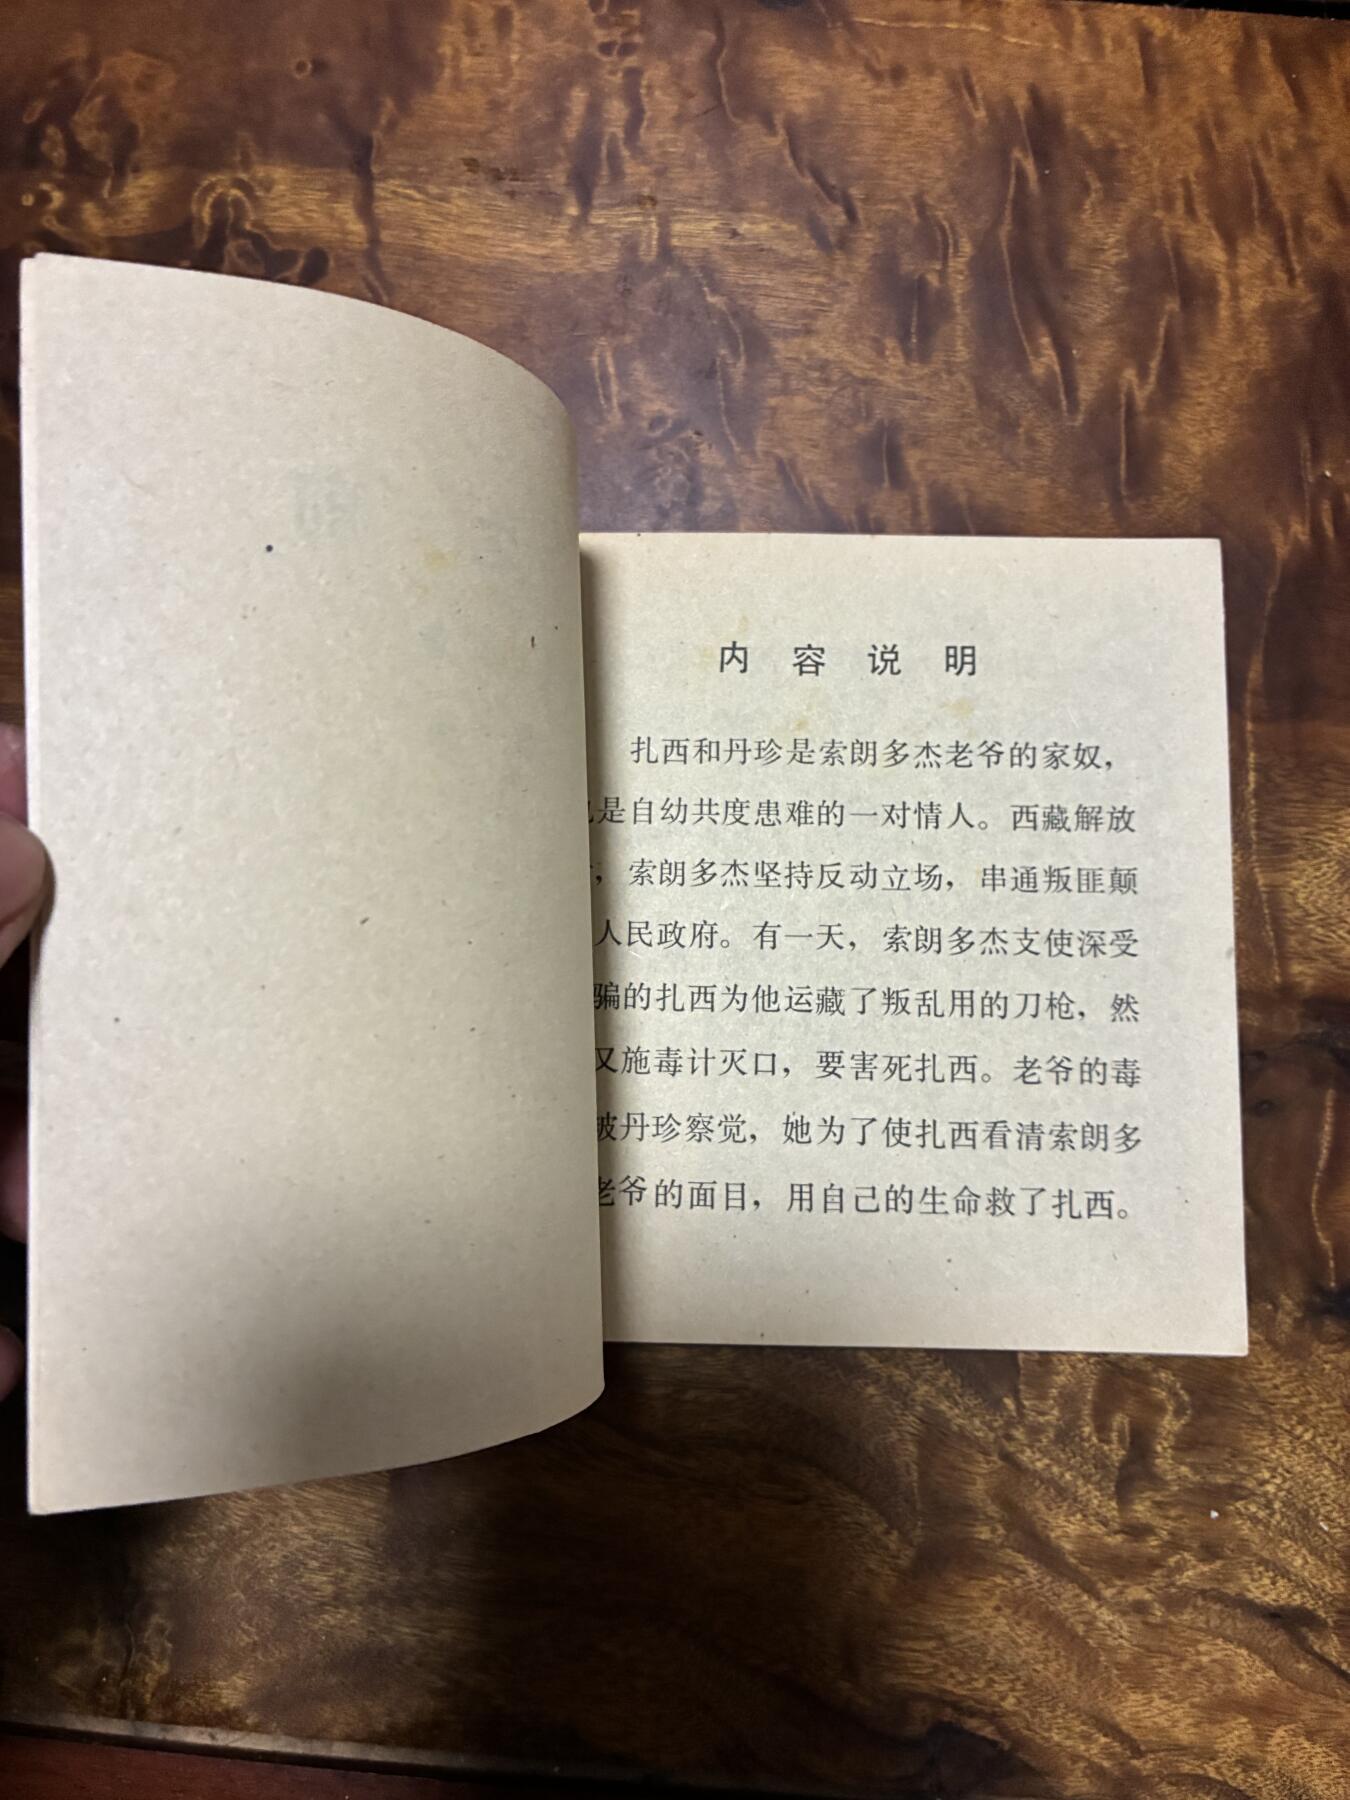 内容说明
扎西和丹珍是索朗多杰老爷的家奴，
也是自幼共度患难的一对情人。西藏解放
，索朗多杰坚持反动立场，串通叛匪颠
人民政府。有一天，索朗多杰支使深受
骗的扎西为他运藏了叛乱用的刀枪，然
又施毒计灭口，要害死扎西。老爷的毒
被丹珍察觉，她为了使扎西看清索朗多
老爷的面目，用自己的生命救了扎西。